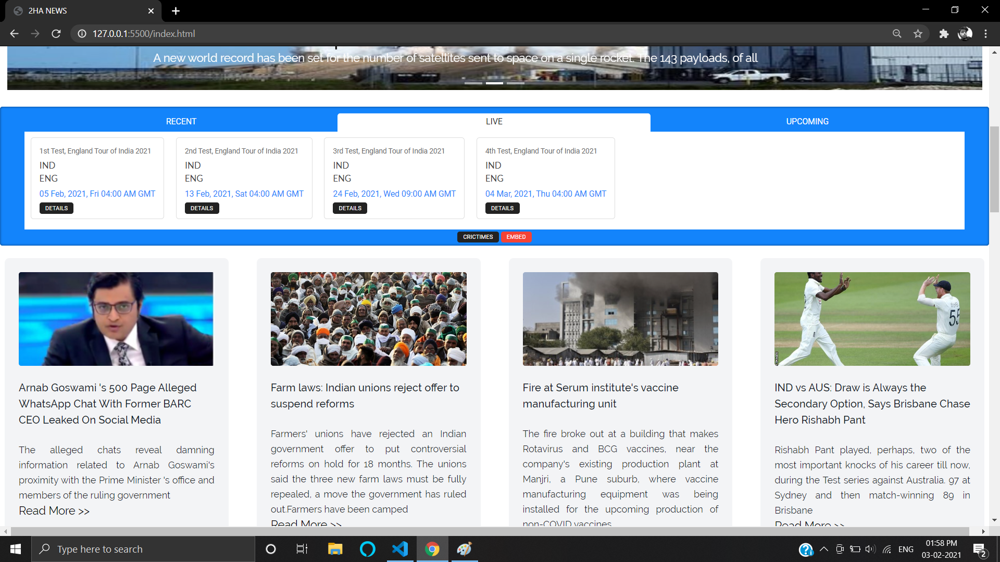 2HA NEWS
127.0.0.1:5500/index.html
A new world record has been set for the number of satellites sent to space on a single rocket. The 143 payloads, of all
RECENT
LIVE
UPCOMING
1st Test, England Tour of India 2021
IND
ENG
05 Feb, 2021, Fri 04:00 AM GMT
DETAILS
2nd Test, England Tour of India 2021
IND
ENG
13 Feb, 2021, Sat 04:00 AM GMT
DETAILS
3rd Test, England Tour of India 2021
IND
ENG
24 Feb, 2021, Wed 09:00 AM GMT
DETAILS
4th Test, England Tour of India 2021
IND
ENG
04 Mar, 2021, Thu 04:00 AM GMT
DETAILS
CRICTIMES
EMBED
Arnab Goswami 's 500 Page Alleged
WhatsApp Chat With Former BARC
CEO Leaked On Social Media
The alleged chats reveal damning
information related to Arnab Goswami's
proximity with the Prime Minister 's office and
members of the ruling government
Read More >>
Farm laws: Indian unions reject offer to
suspend reforms
Farmers' unions have rejected an Indian
government offer to put controversial
reforms on hold for 18 months. The unions
said the three new farm laws must be fully
repealed, a move the government has ruled
out.Farmers have been camped
Read More >>
Fire at Serum institute's vaccine
manufacturing unit
The fire broke out at a building that makes
Rotavirus and BCG vaccines, near the
company's existing production plant at
Manjri, a Pune suburb, where vaccine
manufacturing equipment was being
installed for the upcoming production of
non-COVID vaccines
55
IND vs AUS: Draw is Always the
Secondary Option, Says Brisbane Chase
Hero Rishabh Pant
Rishabh Pant played, perhaps, two of the
most important knocks of his career till now,
during the Test series against Australia. 97 at
Sydney and then match-winning 89 in
Brisbane
Read More >>
Type here to search
ENG
01:58 PM
03-02-2021
2